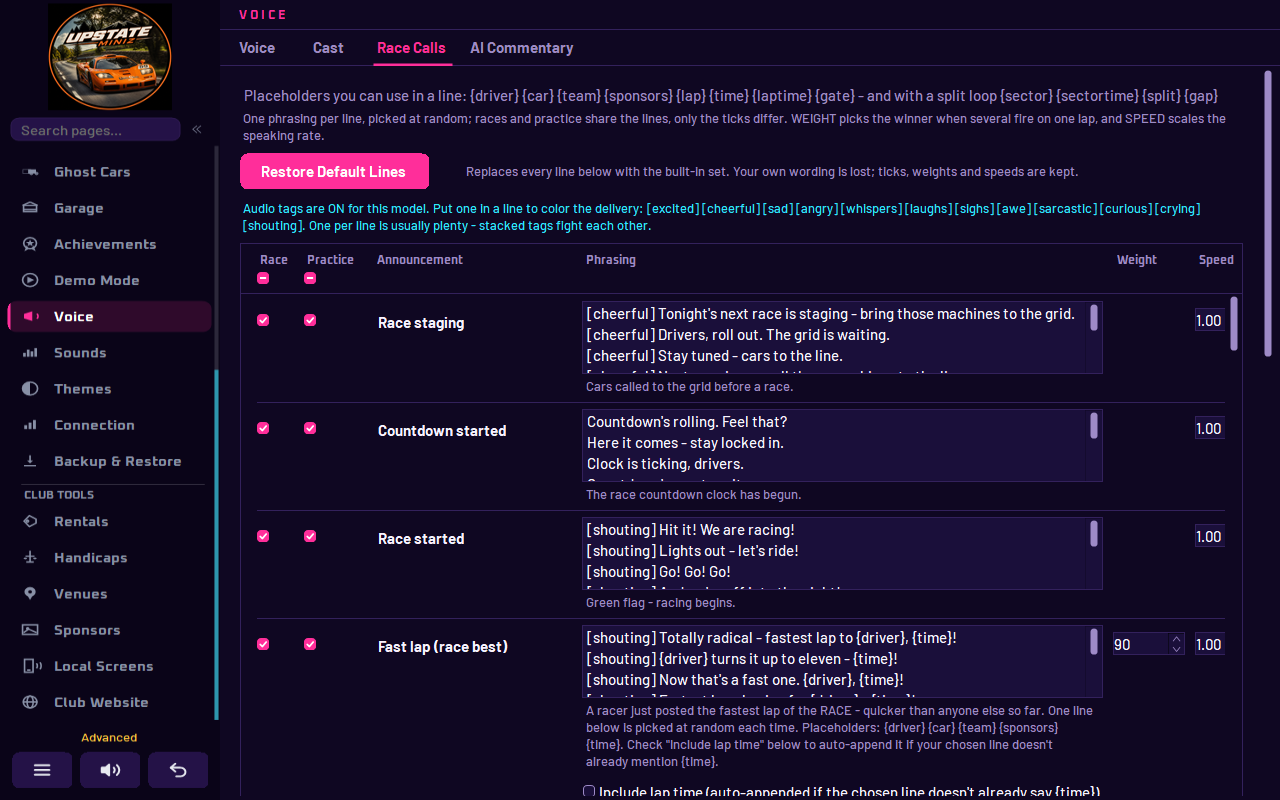 UPSTATE
MINIZ
Search pages...
Ghost Cars
Garage
Achievements
Demo Mode
Voice
Sounds
Themes
Connection
Backup & Restore
CLUB TOOLS
Rentals
Handicaps
Venues
Sponsors
Local Screens
Club Website
Advanced
VOICE
Voice
Cast
Race Calls
AI Commentary
Placeholders you can use in a line: {driver} {car} {team} {sponsors} {lap} {time} {laptime} {gate} - and with a split loop {sector} {sectortime} {split} {gap}
One phrasing per line, picked at random; races and practice share the lines, only the ticks differ. WEIGHT picks the winner when several fire on one lap, and SPEED scales the
speaking rate.
Restore Default Lines
Replaces every line below with the built-in set. Your own wording is lost; ticks, weights and speeds are kept.
Audio tags are ON for this model. Put one in a line to color the delivery: [excited][cheerful][sad][angry][whispers][laughs][sighs][awe][sarcastic][curious][crying]
[shouting]. One per line is usually plenty - stacked tags fight each other.
Race Practice Announcement Phrasing Weight Speed
Race staging
[cheerful] Tonight's next race is staging - bring those machines to the grid.
[cheerful] Drivers, roll out. The grid is waiting.
[cheerful] Stay tuned - cars to the line.
1.00
Cars called to the grid before a race.
Countdown started
Countdown's rolling. Feel that?
Here it comes - stay locked in.
Clock is ticking, drivers.
1.00
The race countdown clock has begun.
Race started
[shouting] Hit it! We are racing!
[shouting] Lights out - let's ride!
[shouting] Go! Go! Go!
1.00
Green flag - racing begins.
Fast lap (race best)
[shouting] Totally radical - fastest lap to {driver}, {time}!
[shouting] {driver} turns it up to eleven - {time}!
[shouting] Now that's a fast one. {driver}, {time}!
90
1.00
A racer just posted the fastest lap of the RACE - quicker than anyone else so far. One line
below is picked at random each time. Placeholders: {driver} {car} {team} {sponsors}
{time}. Check "Include lap time" below to auto-append it if your chosen line doesn't
already mention {time}.
Include lap time (auto-appended if the chosen line doesn't already say {time})